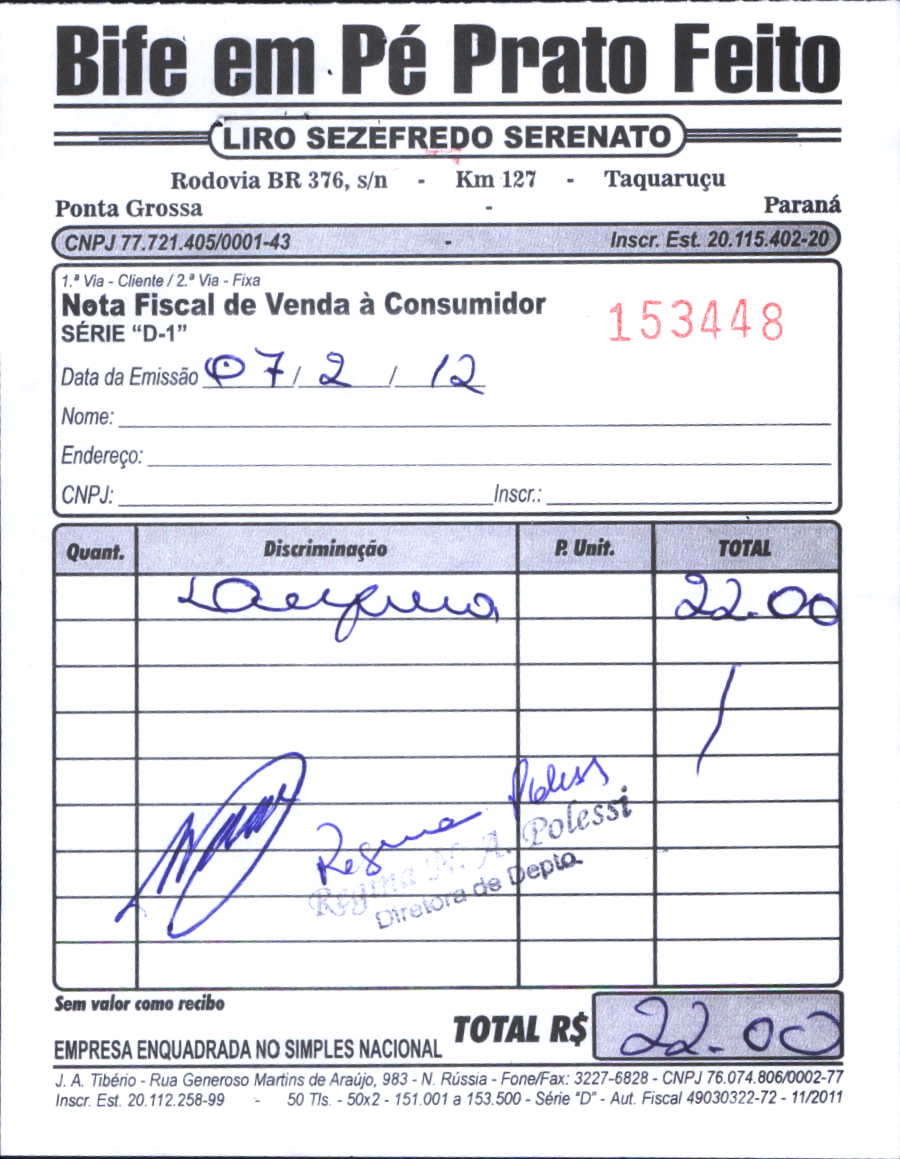 Bife em Pé Prato Feito
LIRO SEZEFREDO SERENATO
Rodovia BR 376, s/n - Km 127 - Taquaruçu
Ponta Grossa - Paraná
CNPJ 77.721.405/0001-43 - Inscr. Est. 20.115.402-20
1.ª Via - Cliente / 2.ª Via - Fixa
Nota Fiscal de Venda à Consumidor
SÉRIE “D-1”
153448
Data da Emissão 07 / 2 / 12
Nome:
Endereço:
CNPJ: Inscr.:
Quant. Discriminação P. Unit. TOTAL
22.00
Regina Poless
Regina N. A. Polessi
Diretora de Depto.
Sem valor como recibo
TOTAL R$ 22.00
EMPRESA ENQUADRADA NO SIMPLES NACIONAL
J. A. Tibério - Rua Generoso Martins de Araújo, 983 - N. Rússia - Fone/Fax: 3227-6828 - CNPJ 76.074.806/0002-77
Inscr. Est. 20.112.258-99 - 50 Tls. - 50x2 - 151.001 a 153.500 - Série "D" - Aut. Fiscal 49030322-72 - 11/2011